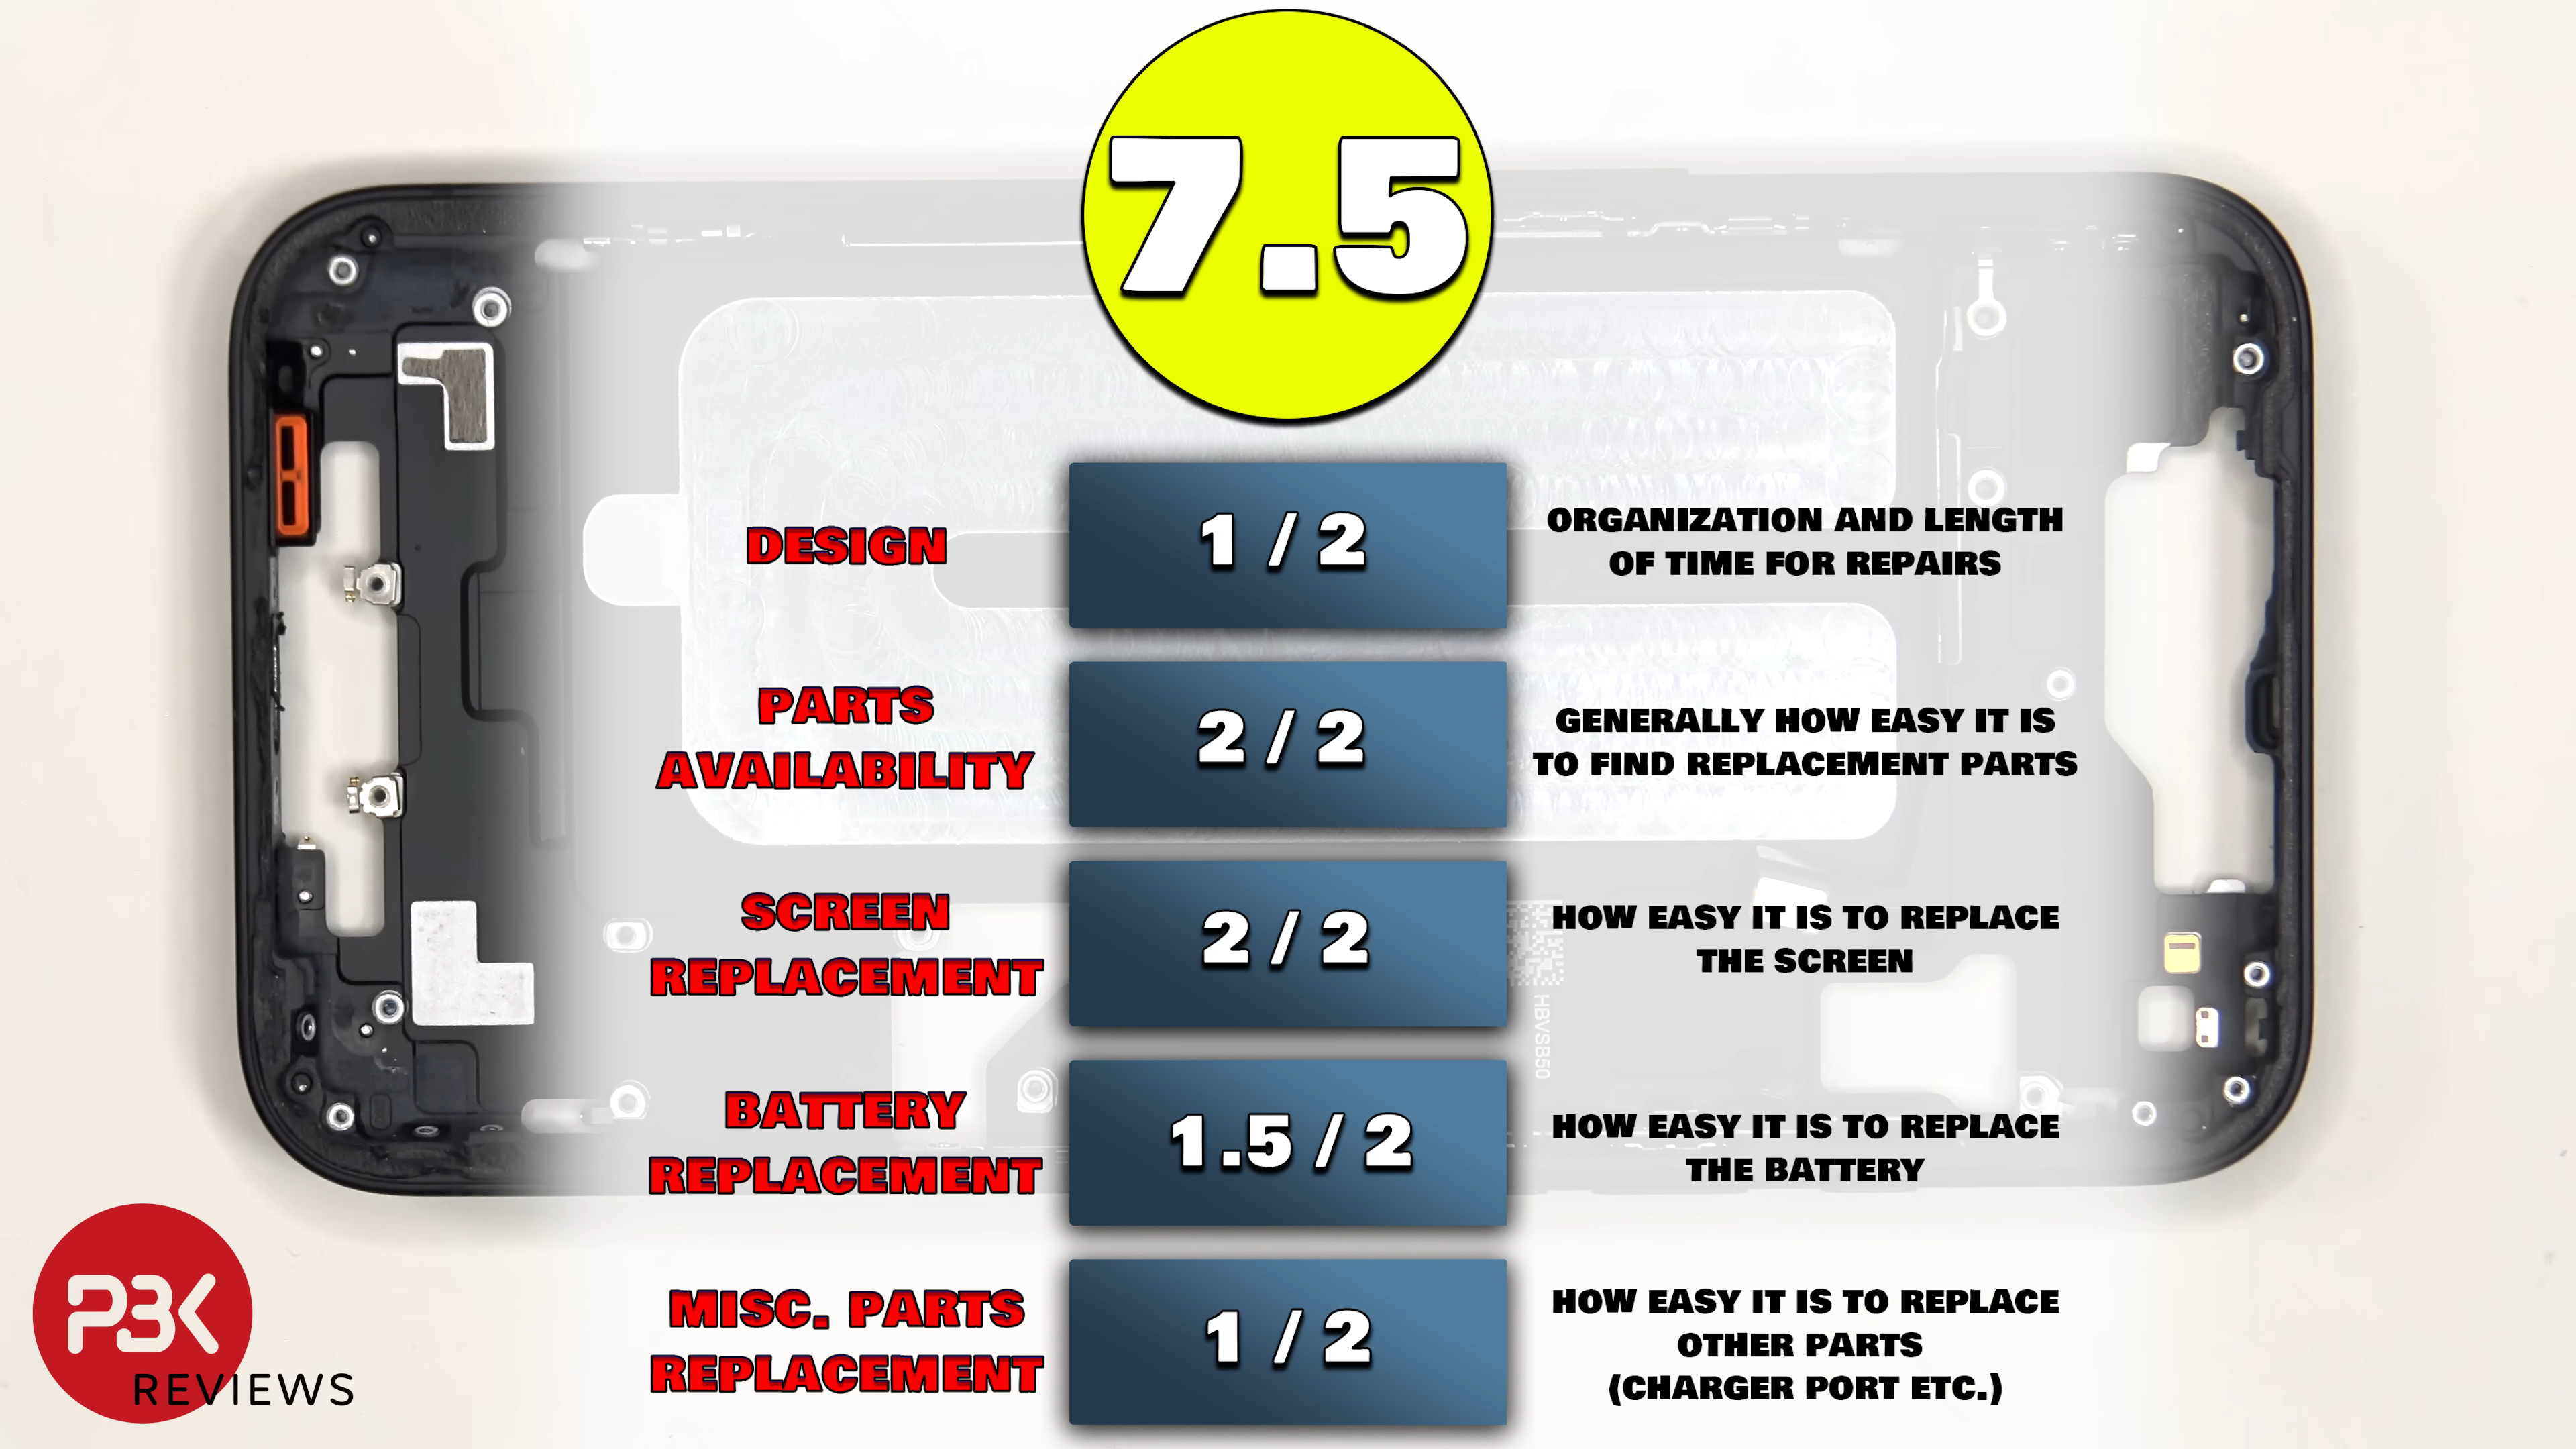 7.5
DESIGN
1 / 2
ORGANIZATION AND LENGTH
OF TIME FOR REPAIRS
PARTS
AVAILABILITY
2 / 2
GENERALLY HOW EASY IT IS
TO FIND REPLACEMENT PARTS
SCREEN
REPLACEMENT
2 / 2
HOW EASY IT IS TO REPLACE
THE SCREEN
HBVSB550
BATTERY
REPLACEMENT
1.5 / 2
HOW EASY IT IS TO REPLACE
THE BATTERY
MISC. PARTS
REPLACEMENT
1 / 2
HOW EASY IT IS TO REPLACE
OTHER PARTS
(CHARGER PORT ETC.)
PBK
REVIEWS